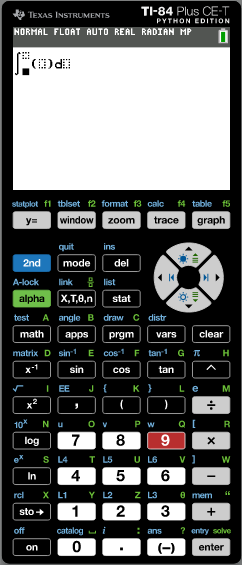 TEXAS INSTRUMENTS TI-84 Plus CE-T
PYTHON EDITION
NORMAL FLOAT AUTO REAL RADIAN MP
∫ ( ) d
statplot f1 tblset f2 format f3 calc f4 table f5
y= window zoom trace graph
quit ins
2nd mode del
A-lock link list
alpha X,T,θ,n stat
test A angle B draw C distr
math apps prgm vars clear
matrix D sin⁻¹ E cos⁻¹ F tan⁻¹ G π H
x⁻¹ sin cos tan ^
√ I EE J { K } L e M
x² , ( ) ÷
10ˣ N u O v P w Q [ R
log 7 8 9 ×
eˣ S L4 T L5 U L6 V ] W
ln 4 5 6 −
rcl X L1 Y L2 Z L3 θ mem "
sto→ 1 2 3 +
off catalog ␣ i : ans ? entry solve
on 0 . (−) enter